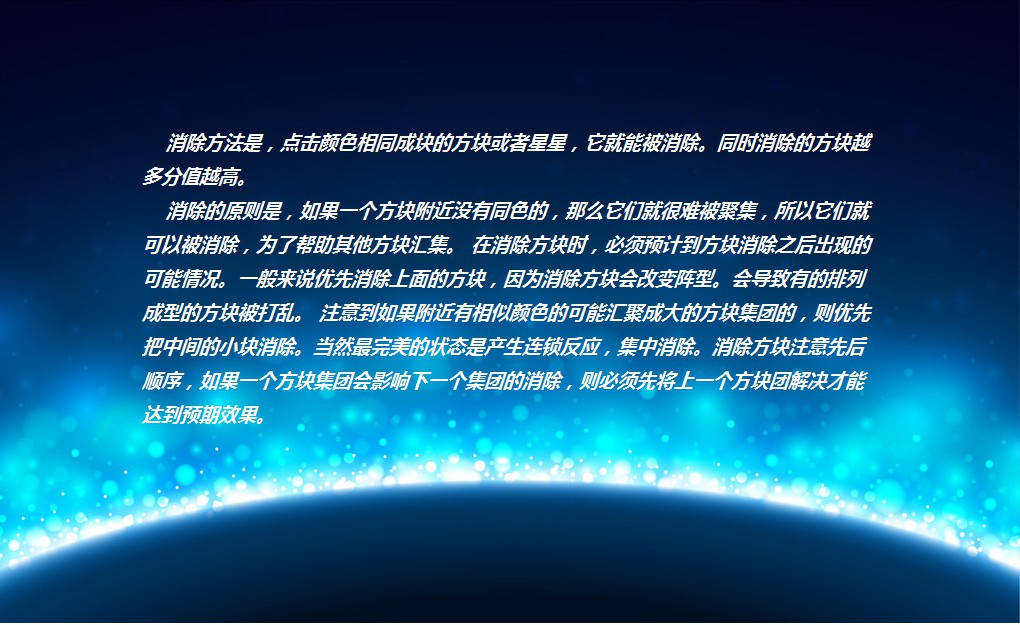 消除方法是，点击颜色相同成块的方块或者星星，它就能被消除。同时消除的方块越
多分值越高。
消除的原则是，如果一个方块附近没有同色的，那么它们就很难被聚集，所以它们就
可以被消除，为了帮助其他方块汇集。 在消除方块时，必须预计到方块消除之后出现的
可能情况。一般来说优先消除上面的方块，因为消除方块会改变阵型。会导致有的排列
成型的方块被打乱。 注意到如果附近有相似颜色的可能汇聚成大的方块集团的，则优先
把中间的小块消除。当然最完美的状态是产生连锁反应，集中消除。消除方块注意先后
顺序，如果一个方块集团会影响下一个集团的消除，则必须先将上一个方块团解决才能
达到预期效果。